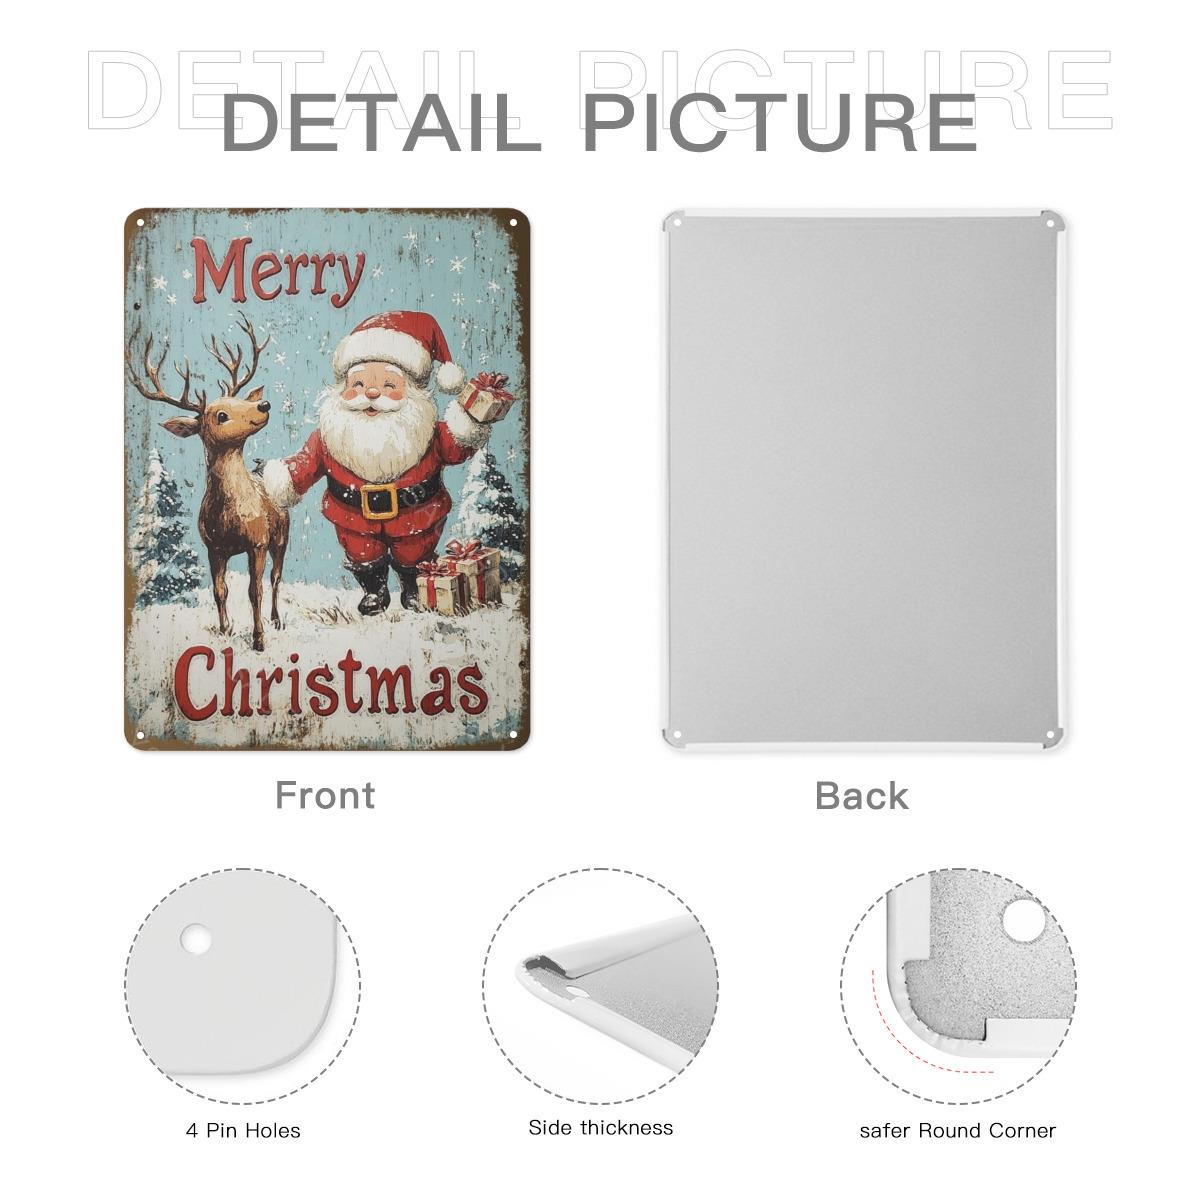 DETAIL PICTURE
DETAIL PICTURE
Merry
Christmas
Front
Back
4 Pin Holes
Side thickness
safer Round Corner